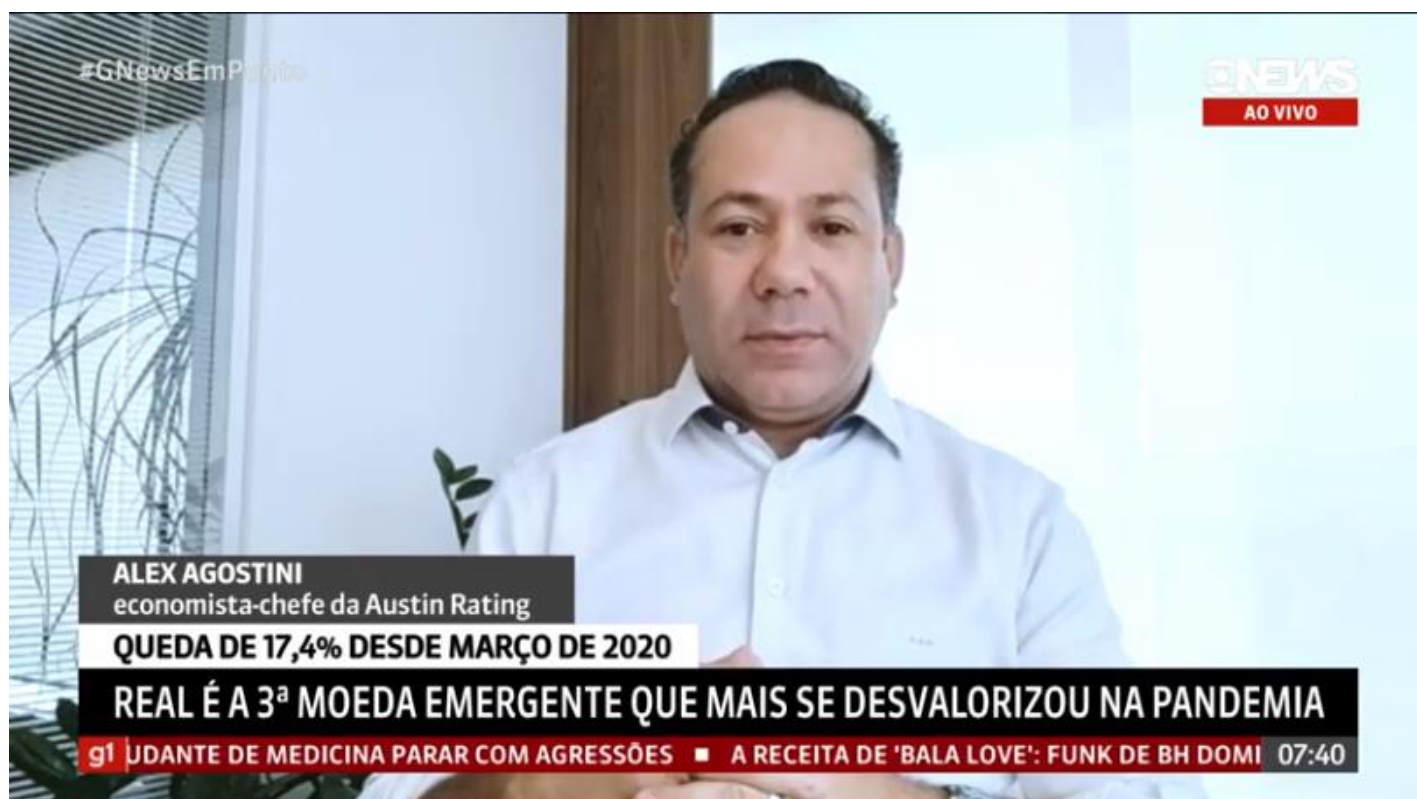 #GNewsEmPonto
GNEWS
AO VIVO
ALEX AGOSTINI
economista-chefe da Austin Rating
QUEDA DE 17,4% DESDE MARÇO DE 2020
REAL É A 3ª MOEDA EMERGENTE QUE MAIS SE DESVALORIZOU NA PANDEMIA
g1 UDANTE DE MEDICINA PARAR COM AGRESSÕES ■ A RECEITA DE 'BALA LOVE': FUNK DE BH DOMI 07:40